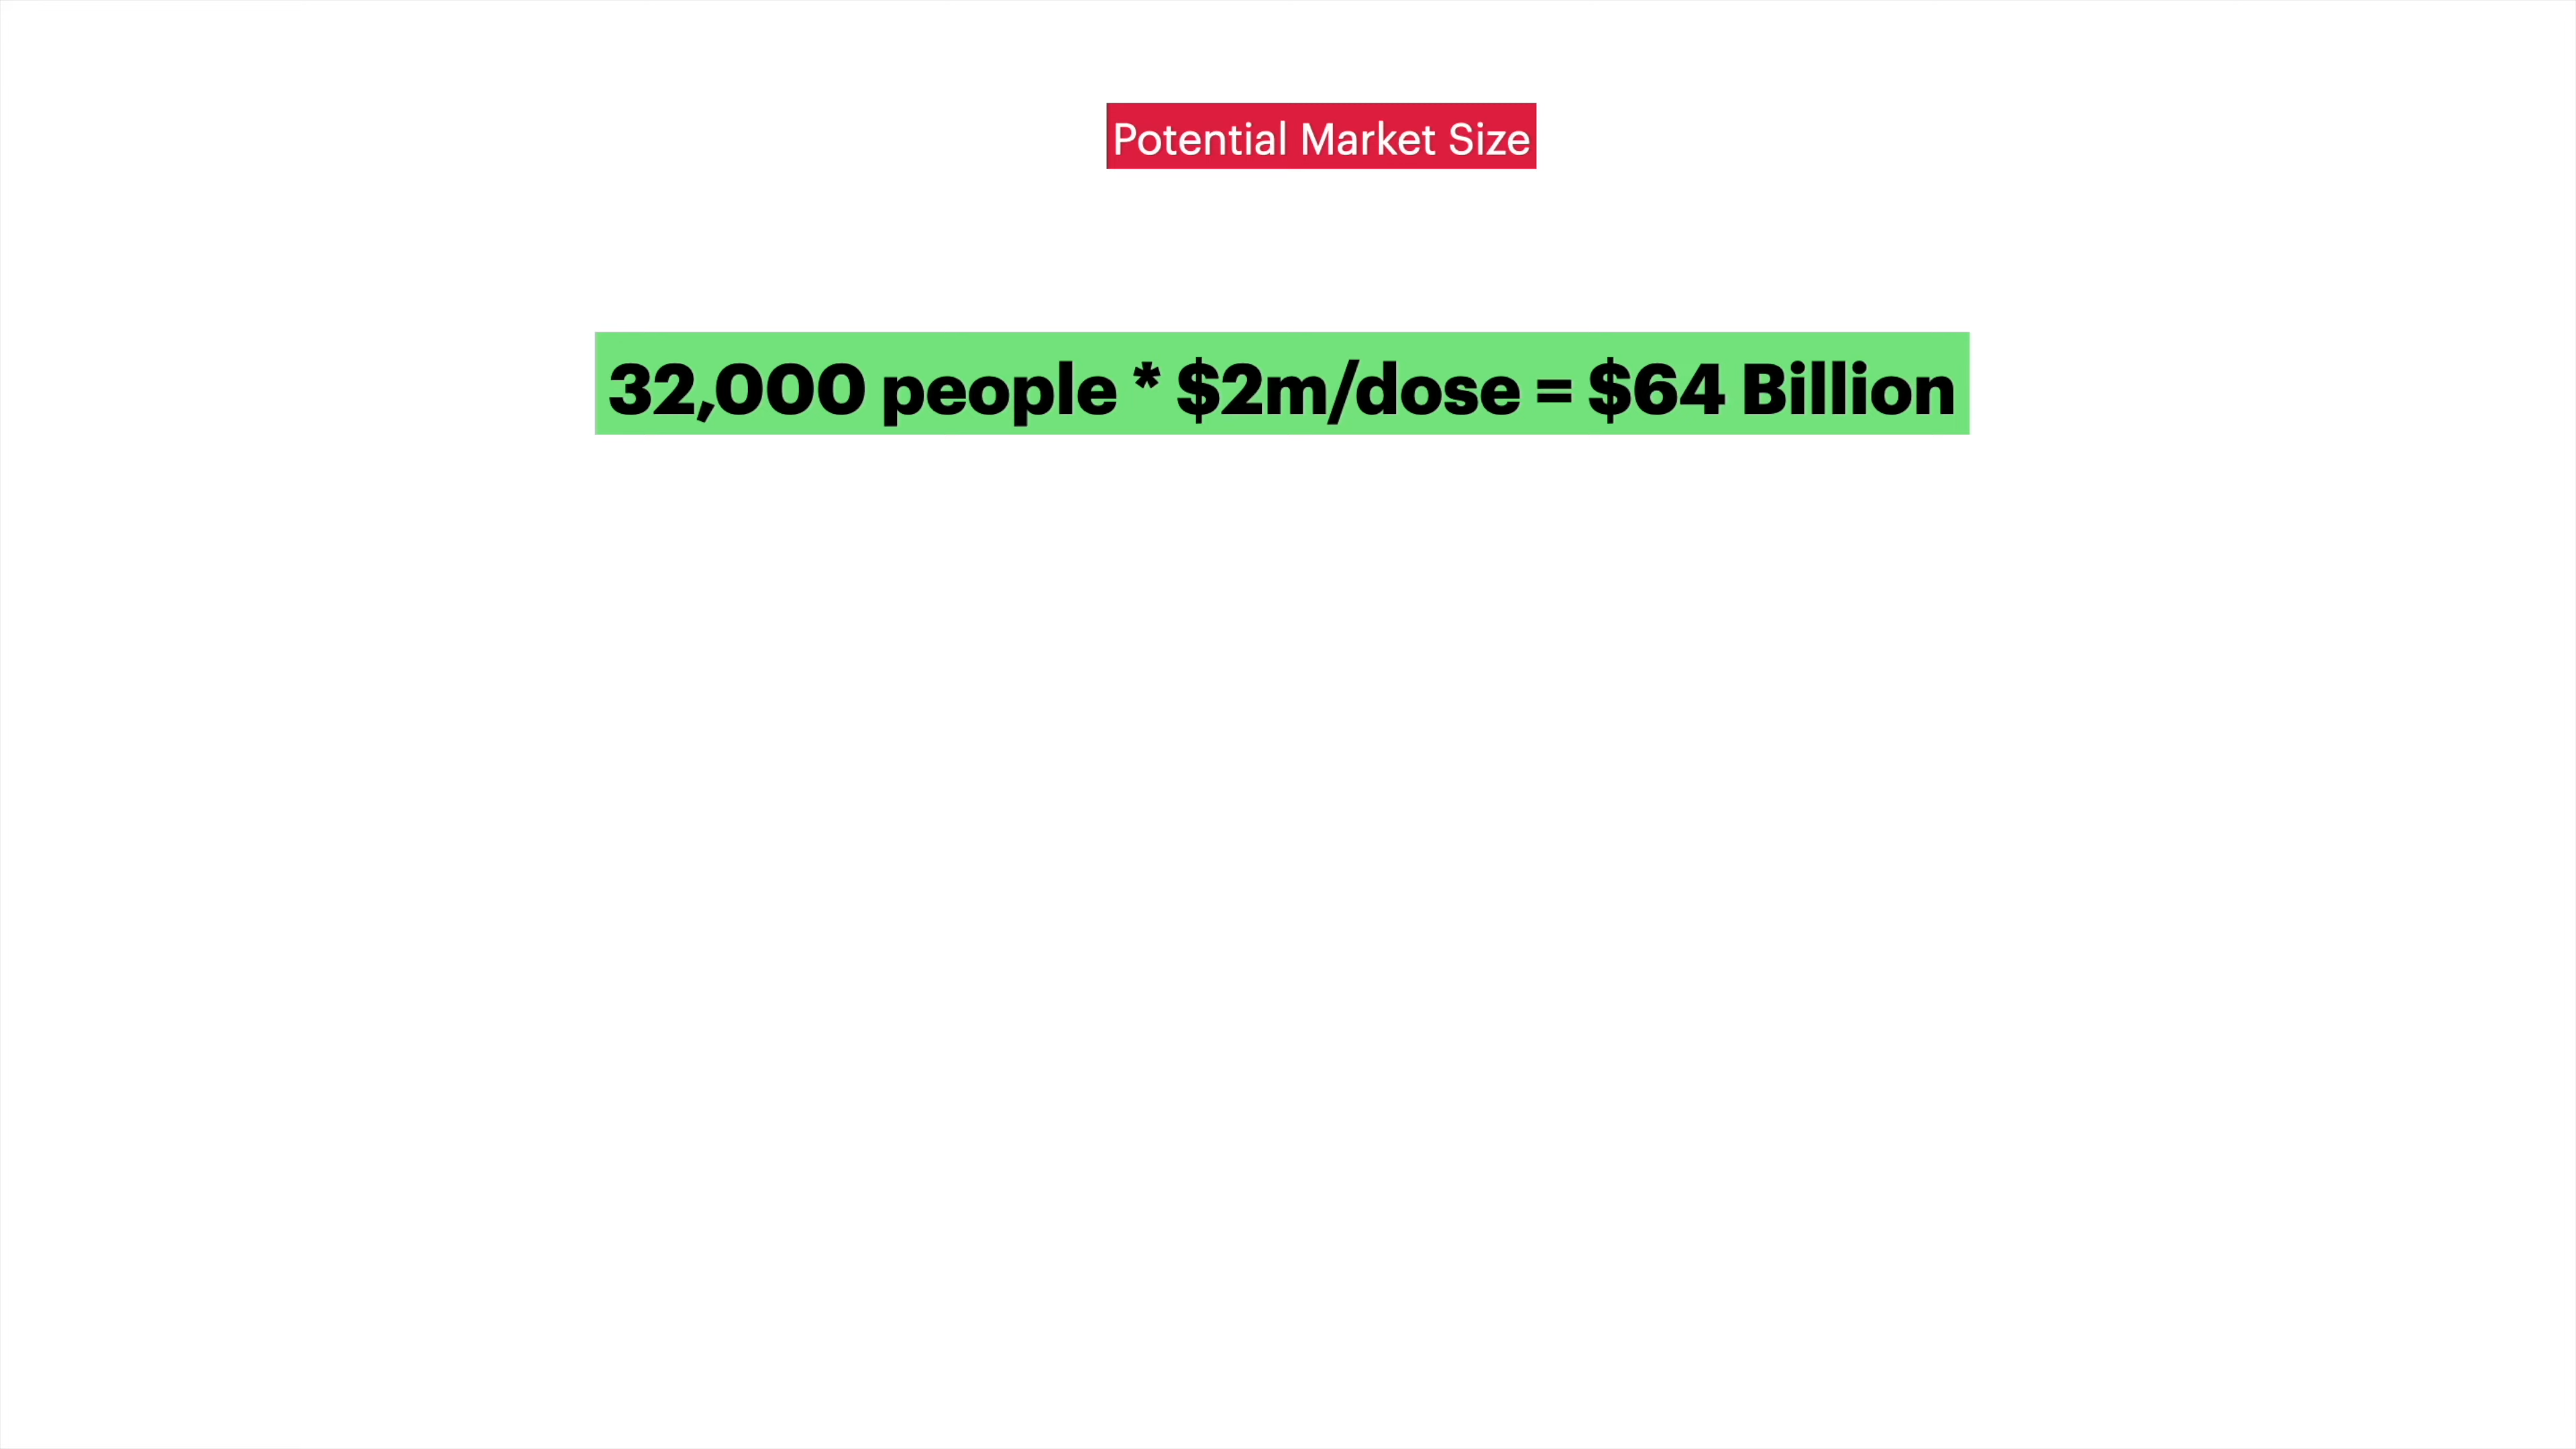 Potential Market Size
32,000 people * $2m/dose = $64 Billion